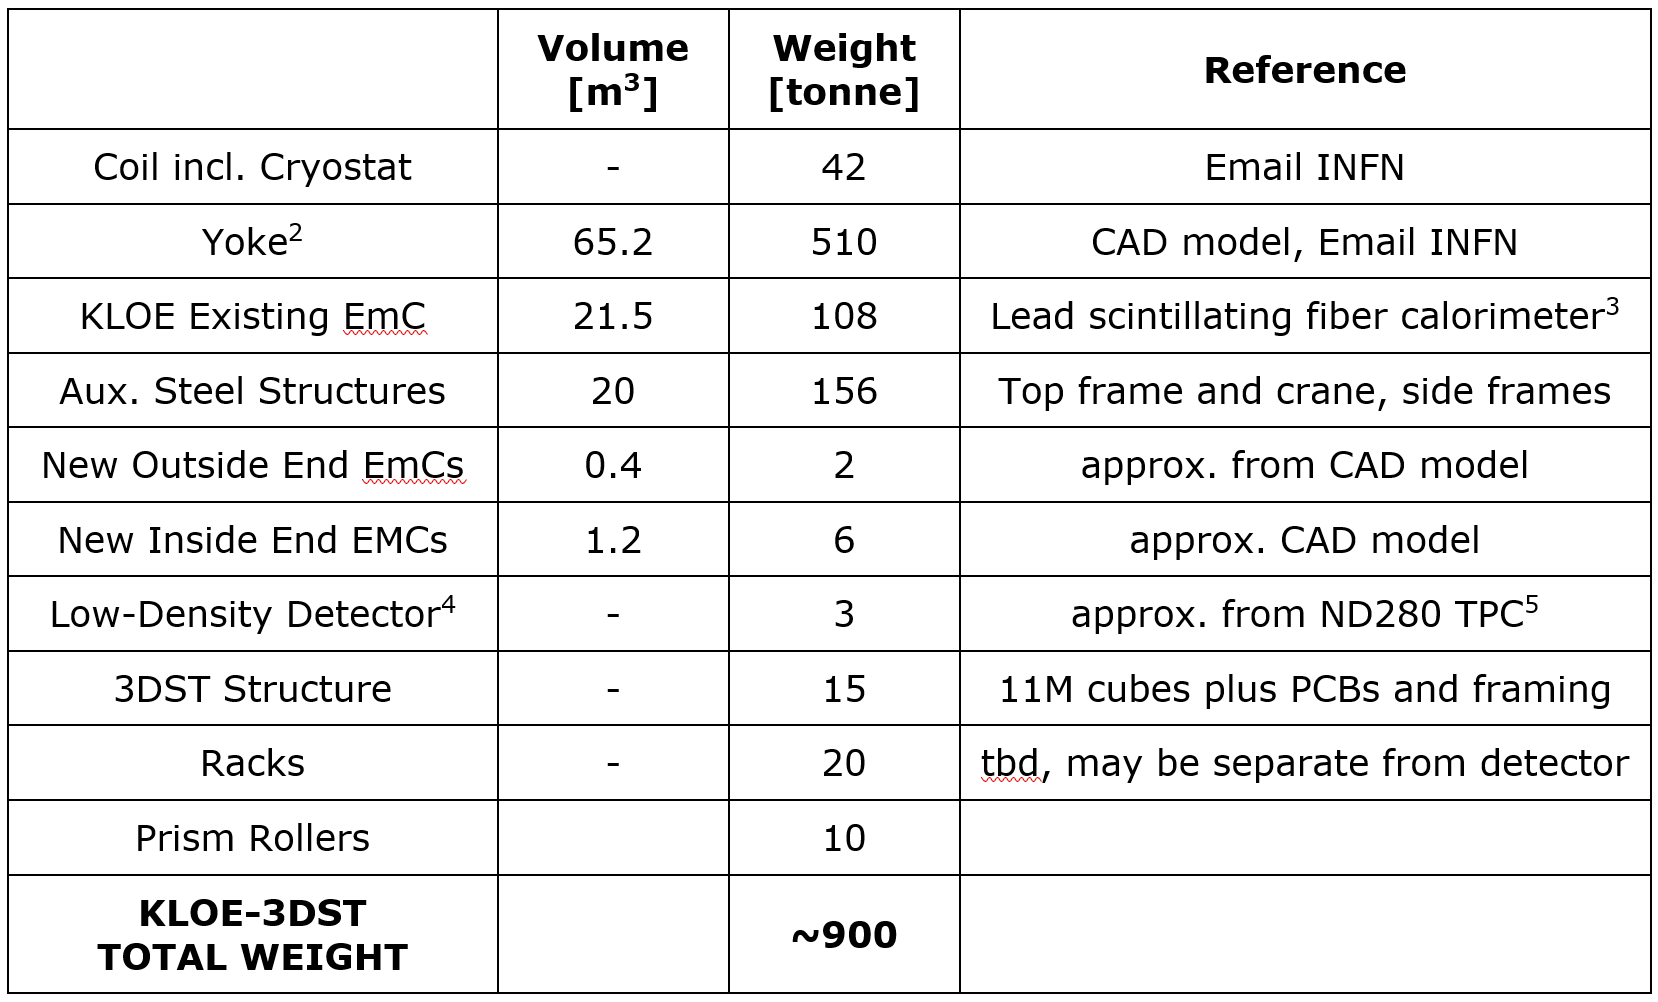 Volume [m³] Weight [tonne] Reference
Coil incl. Cryostat - 42 Email INFN
Yoke² 65.2 510 CAD model, Email INFN
KLOE Existing EmC 21.5 108 Lead scintillating fiber calorimeter³
Aux. Steel Structures 20 156 Top frame and crane, side frames
New Outside End EmCs 0.4 2 approx. from CAD model
New Inside End EMCs 1.2 6 approx. CAD model
Low-Density Detector⁴ - 3 approx. from ND280 TPC⁵
3DST Structure - 15 11M cubes plus PCBs and framing
Racks - 20 tbd, may be separate from detector
Prism Rollers 10
KLOE-3DST TOTAL WEIGHT ~900